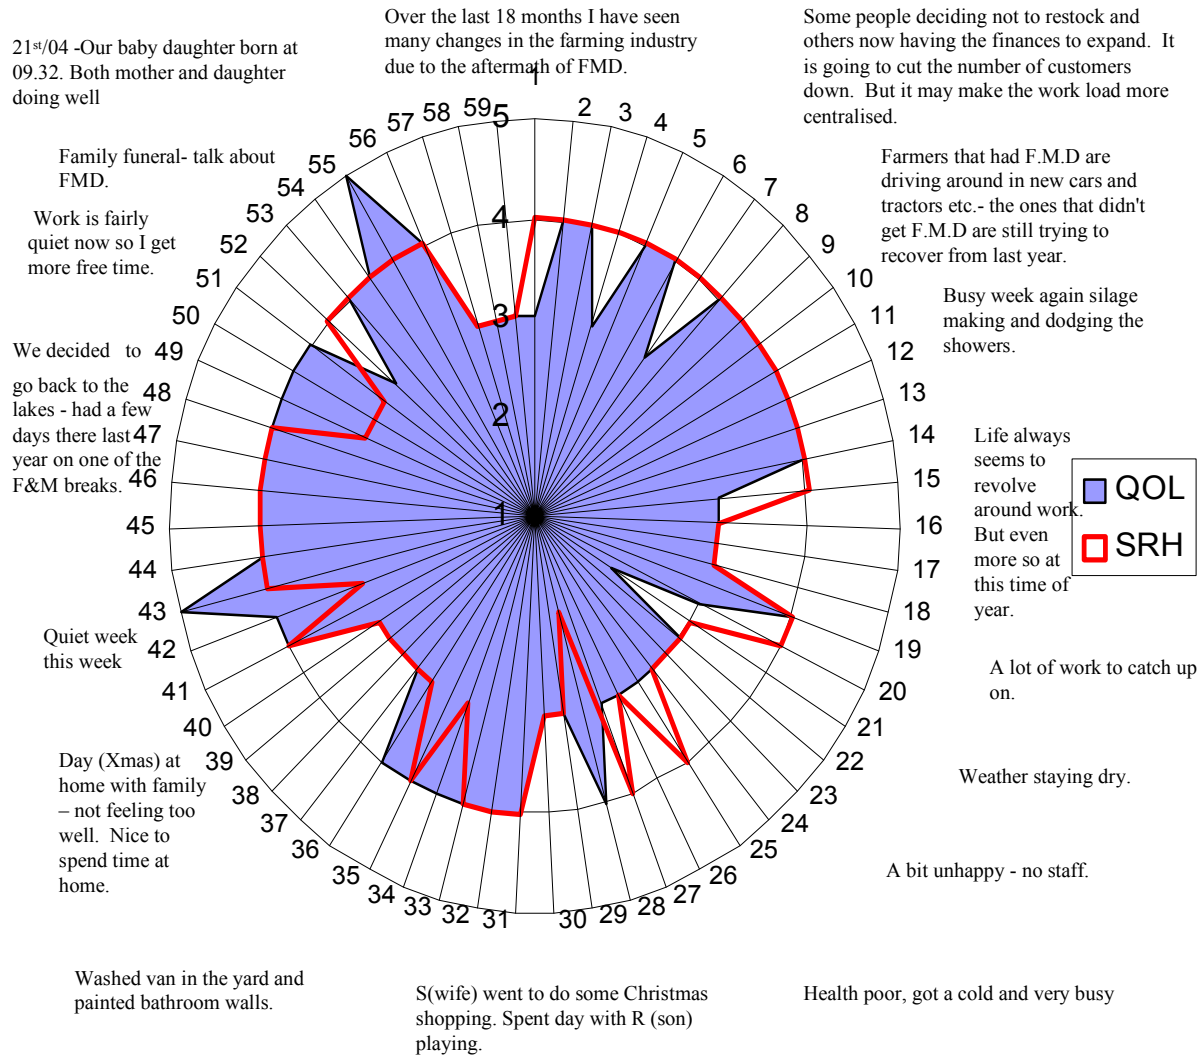 Over the last 18 months I have seen
many changes in the farming industry
due to the aftermath of FMD.
Some people deciding not to restock and
others now having the finances to expand.  It
is going to cut the number of customers
down.  But it may make the work load more
centralised.
21st/04 -Our baby daughter born at
09.32. Both mother and daughter
doing well
Family funeral- talk about
FMD.
Farmers that had F.M.D are
driving around in new cars and
tractors etc.- the ones that didn't
get F.M.D are still trying to
recover from last year.
Work is fairly
quiet now so I get
more free time.
Busy week again silage
making and dodging the
showers.
We decided   to
go back to the
lakes - had a few
days there last
year on one of the
F&M breaks.
Life always
seems to
revolve
around work.
But even
more so at
this time of
year.
QOL
SRH
Quiet week
this week
A lot of work to catch up
on.
Day (Xmas) at
home with family
– not feeling too
well.  Nice to
spend time at
home.
Weather staying dry.
A bit unhappy - no staff.
Washed van in the yard and
painted bathroom walls.
S(wife) went to do some Christmas
shopping. Spent day with R (son)
playing.
Health poor, got a cold and very busy
5
4
3
2
1
1
2
3
4
5
6
7
8
9
10
11
12
13
14
15
16
17
18
19
20
21
22
23
24
25
26
27
28
29
30
31
32
33
34
35
36
37
38
39
40
41
42
43
44
45
46
47
48
49
50
51
52
53
54
55
56
57
58
59